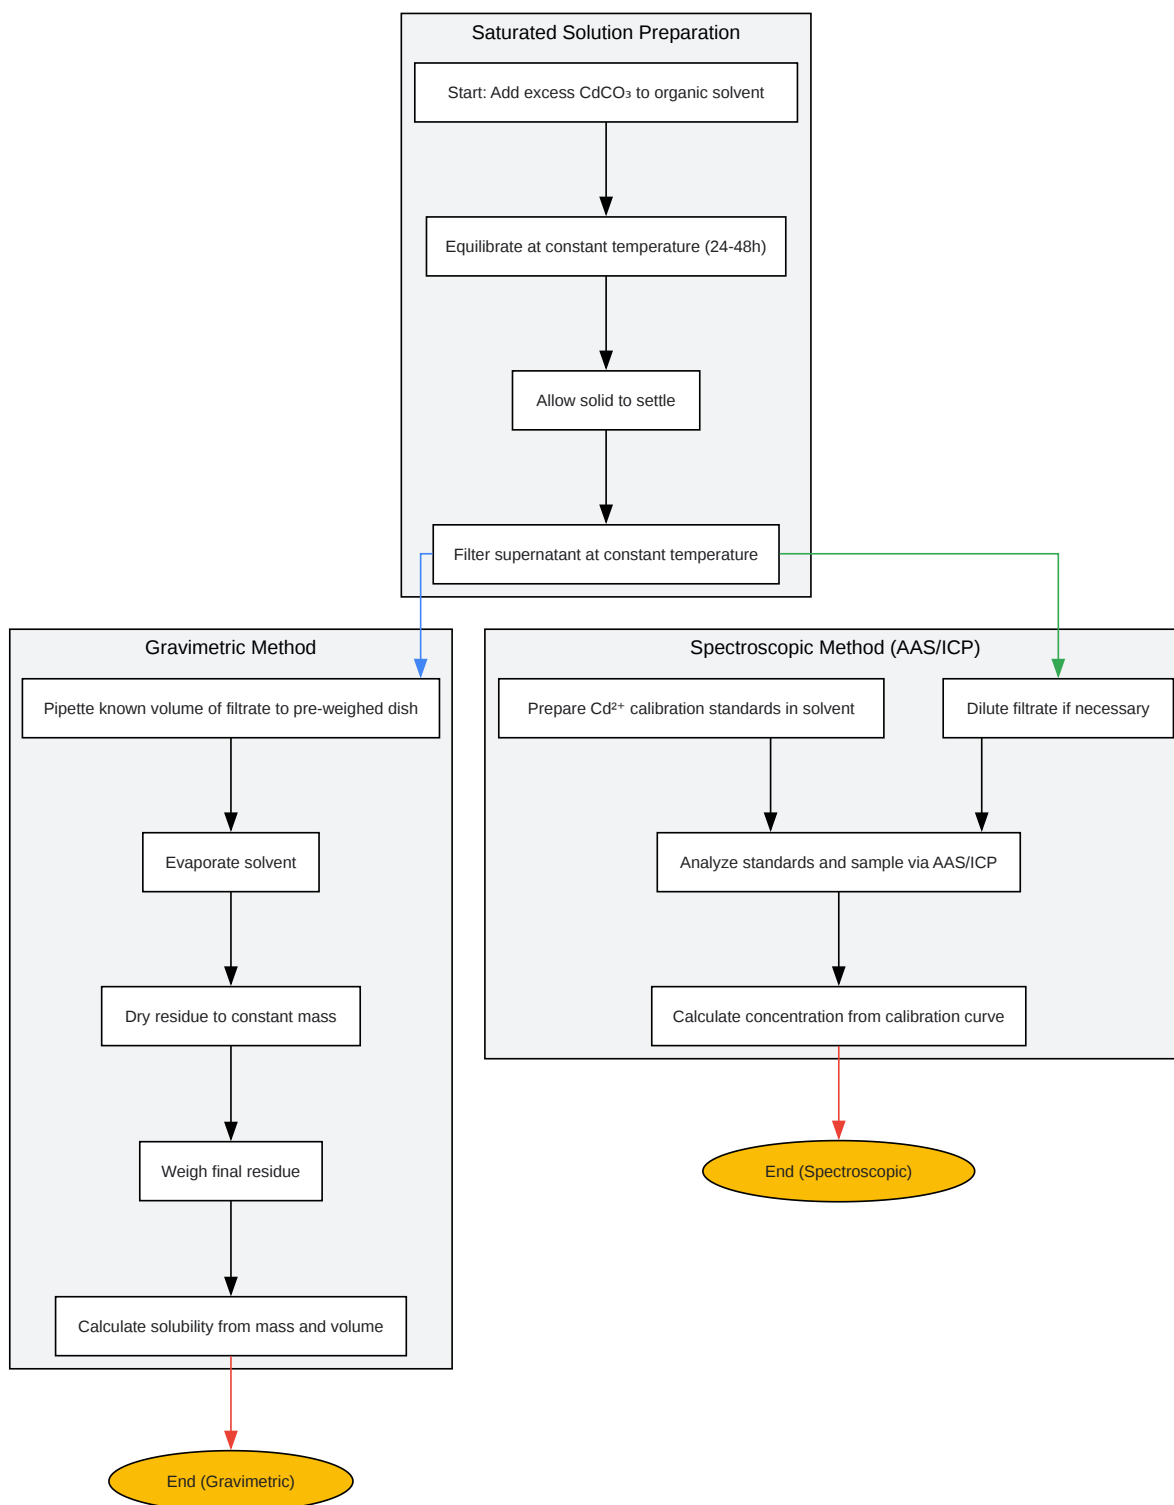 Saturated Solution Preparation
Start: Add excess CdCO₃ to organic solvent
Equilibrate at constant temperature (24-48h)
Allow solid to settle
Filter supernatant at constant temperature
Gravimetric Method
Pipette known volume of filtrate to pre-weighed dish
Evaporate solvent
Dry residue to constant mass
Weigh final residue
Calculate solubility from mass and volume
End (Gravimetric)
Spectroscopic Method (AAS/ICP)
Prepare Cd²⁺ calibration standards in solvent
Dilute filtrate if necessary
Analyze standards and sample via AAS/ICP
Calculate concentration from calibration curve
End (Spectroscopic)